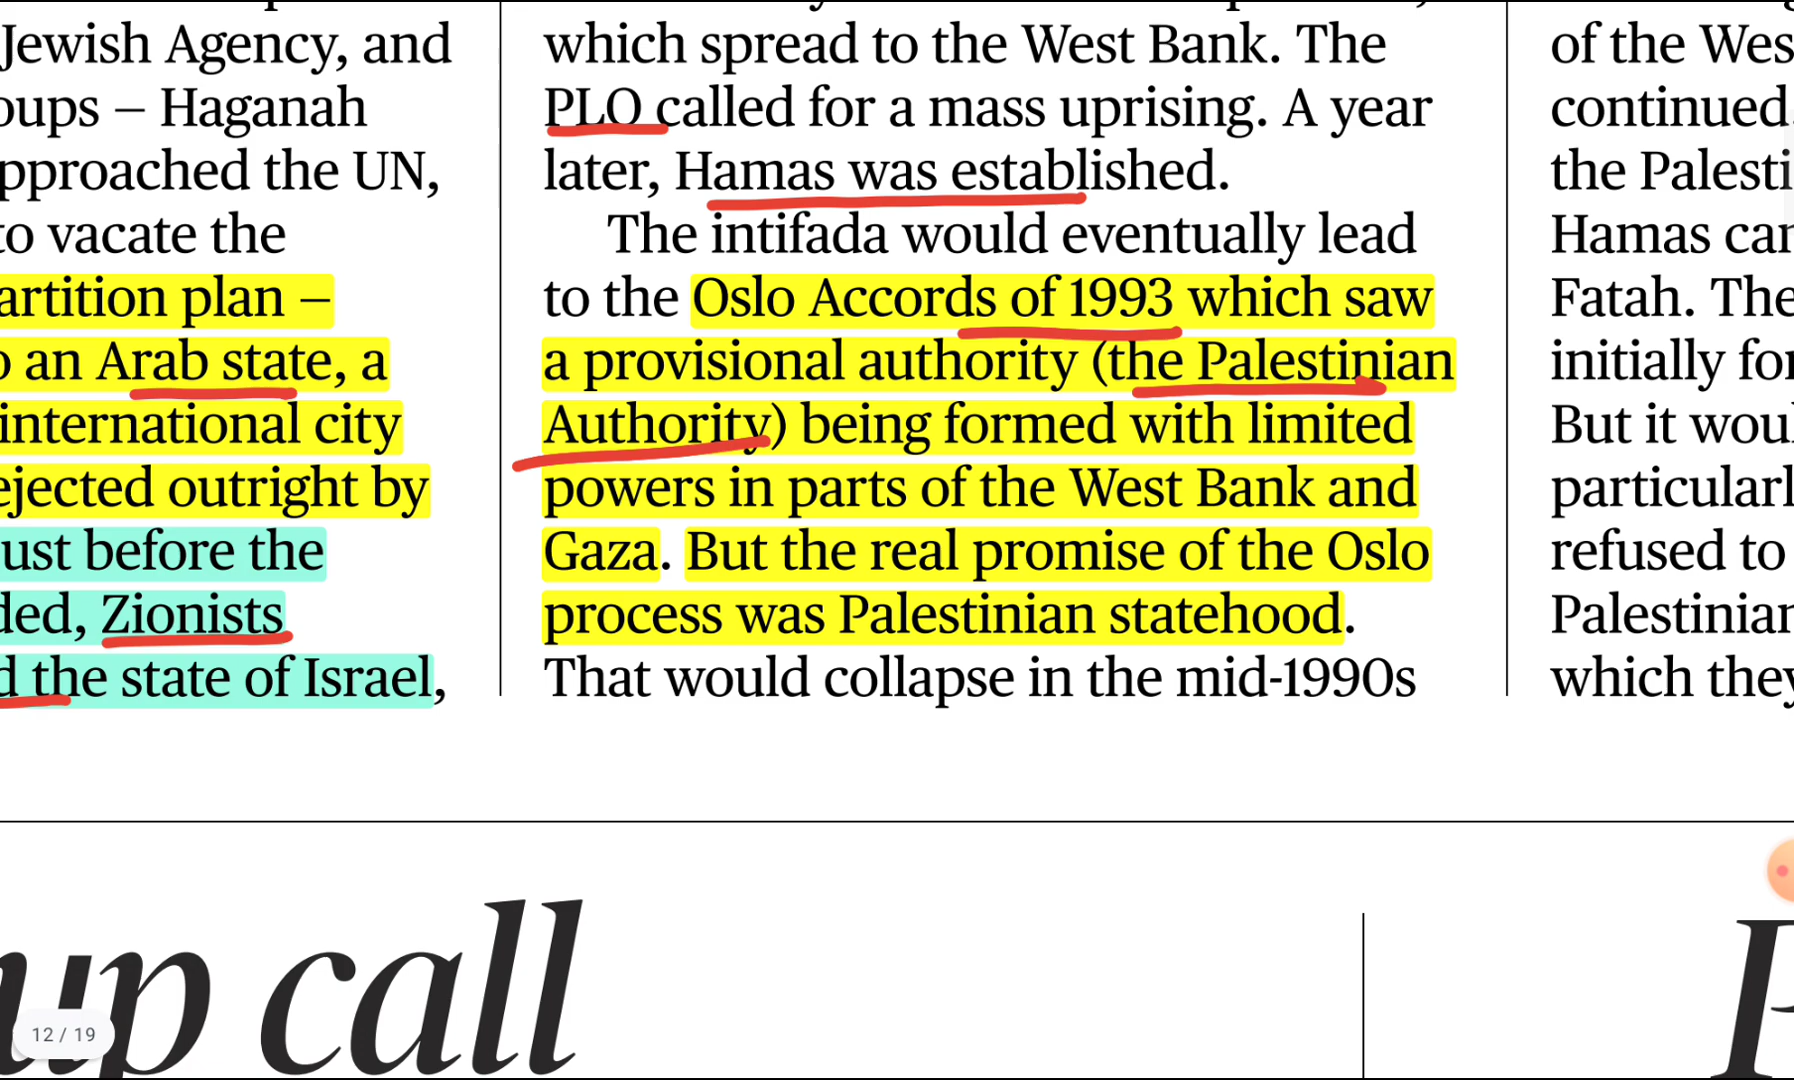 Jewish Agency, and
oups – Haganah
pproached the UN,
to vacate the
artition plan –
o an Arab state, a
international city
ejected outright by
ust before the
ded, Zionists
d the state of Israel,
which spread to the West Bank. The
PLO called for a mass uprising. A year
later, Hamas was established.
The intifada would eventually lead
to the Oslo Accords of 1993 which saw
a provisional authority (the Palestinian
Authority) being formed with limited
powers in parts of the West Bank and
Gaza. But the real promise of the Oslo
process was Palestinian statehood.
That would collapse in the mid-1990s
of the Wes
continued.
the Palesti
Hamas can
Fatah. The
initially for
But it woul
particularl
refused to
Palestinian
which they
up call
P
12 / 19